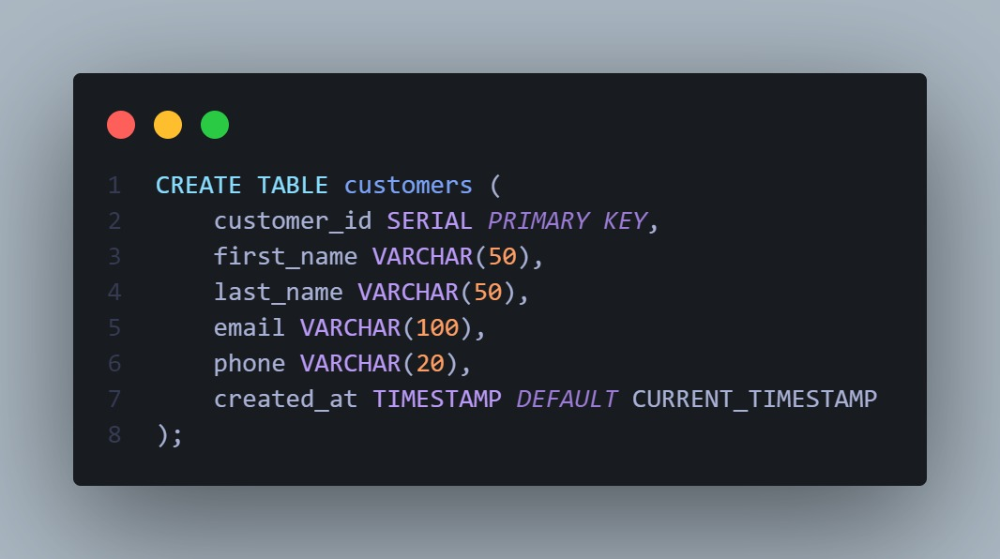 1 CREATE TABLE customers (
2     customer_id SERIAL PRIMARY KEY,
3     first_name VARCHAR(50),
4     last_name VARCHAR(50),
5     email VARCHAR(100),
6     phone VARCHAR(20),
7     created_at TIMESTAMP DEFAULT CURRENT_TIMESTAMP
8 );